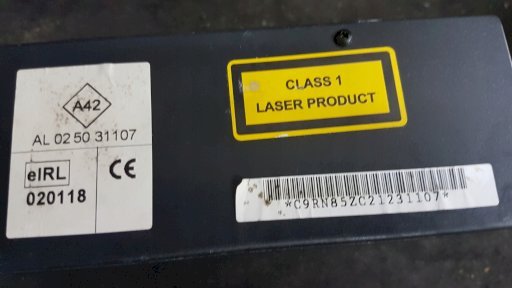 A42
AL 02 50 31107
eIRL
020118
CE
CLASS 1
LASER PRODUCT
*C9RN85ZC21231107*